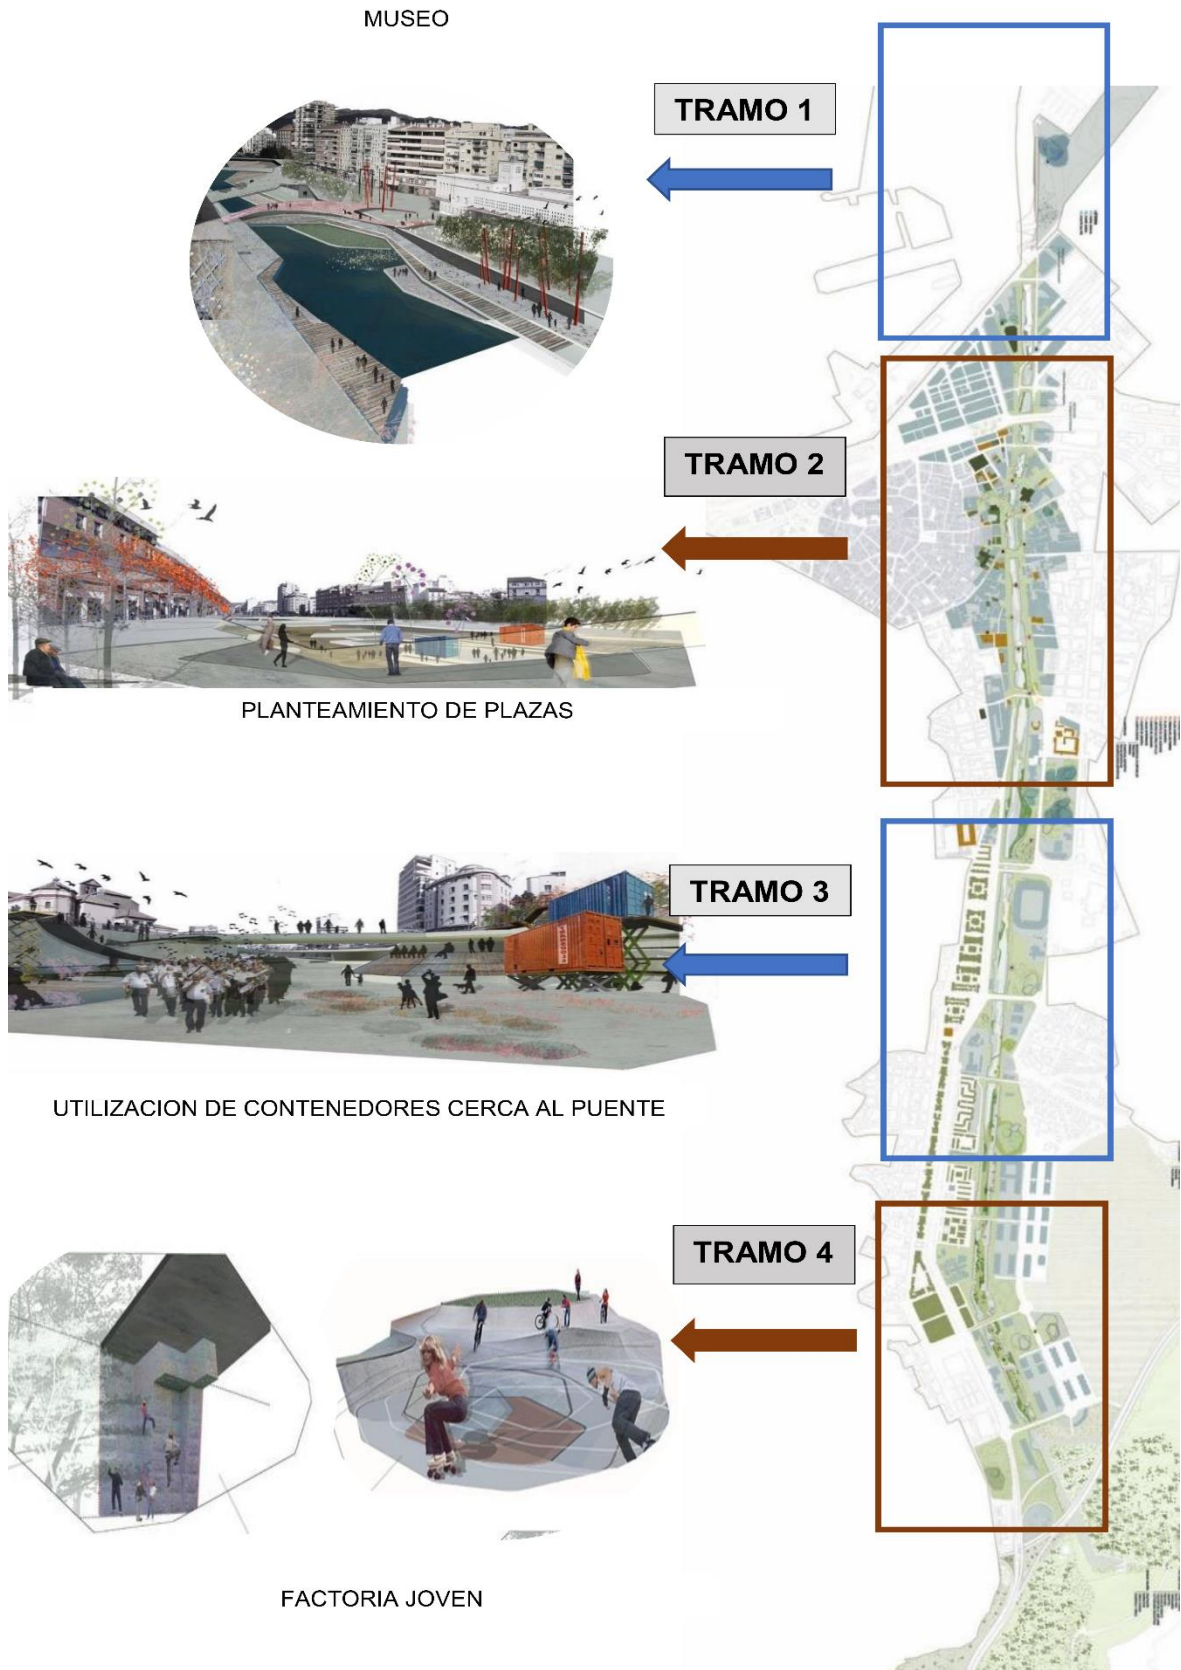 MUSEO
TRAMO 1
TRAMO 2
PLANTEAMIENTO DE PLAZAS
TRAMO 3
UTILIZACION DE CONTENEDORES CERCA AL PUENTE
TRAMO 4
FACTORIA JOVEN